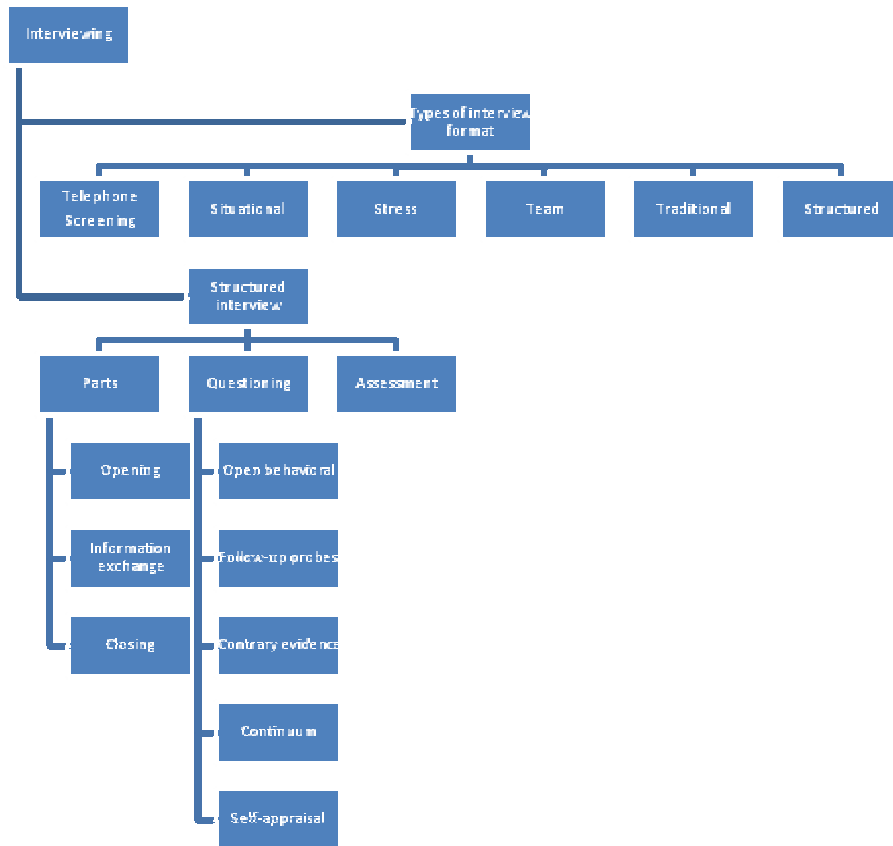 Interviewing
Types of interview
format
Telephone
Screening
Situational
Stress
Team
Traditional
Structured
Structured
interview
Parts
Questioning
Assessment
Opening
Open behavioral
Information
exchange
Follow-up probes
Closing
Contrary evidence
Continuum
Self-appraisal